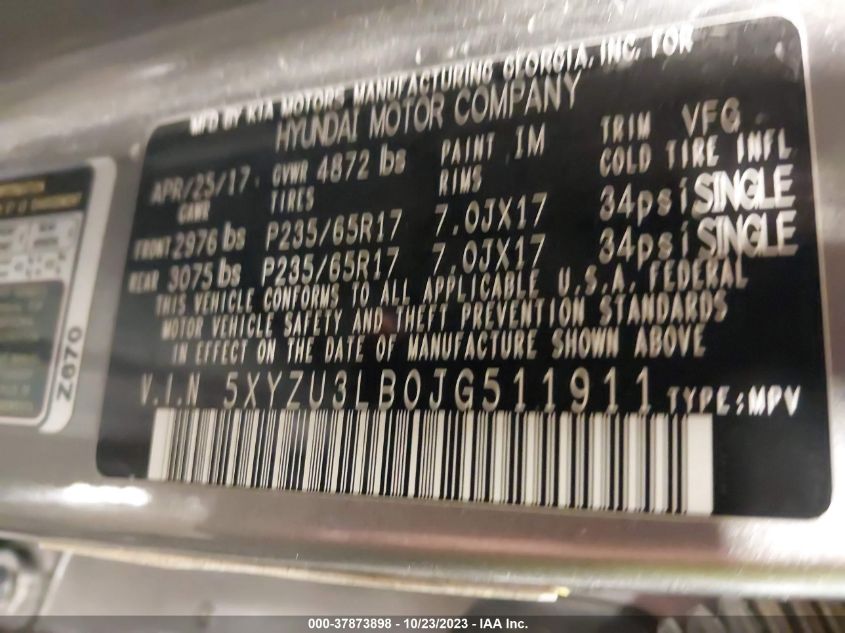 MFD BY KIA MOTORS MANUFACTURING GEORGIA, INC. FOR
HYUNDAI MOTOR COMPANY
APR/25/17 GVWR 4872 lbs PAINT IM TRIM VFG
GAWR TIRES RIMS COLD TIRE INFL
FRONT 2976 lbs P235/65R17 7.0JX17 34psi SINGLE
REAR 3075 lbs P235/65R17 7.0JX17 34psi SINGLE
THIS VEHICLE CONFORMS TO ALL APPLICABLE U.S.A. FEDERAL
MOTOR VEHICLE SAFETY AND THEFT PREVENTION STANDARDS
IN EFFECT ON THE DATE OF MANUFACTURE SHOWN ABOVE.
V.I.N 5XYZU3LB0JG511911 TYPE:MPV
Z070
000-37873898 - 10/23/2023 - IAA Inc.